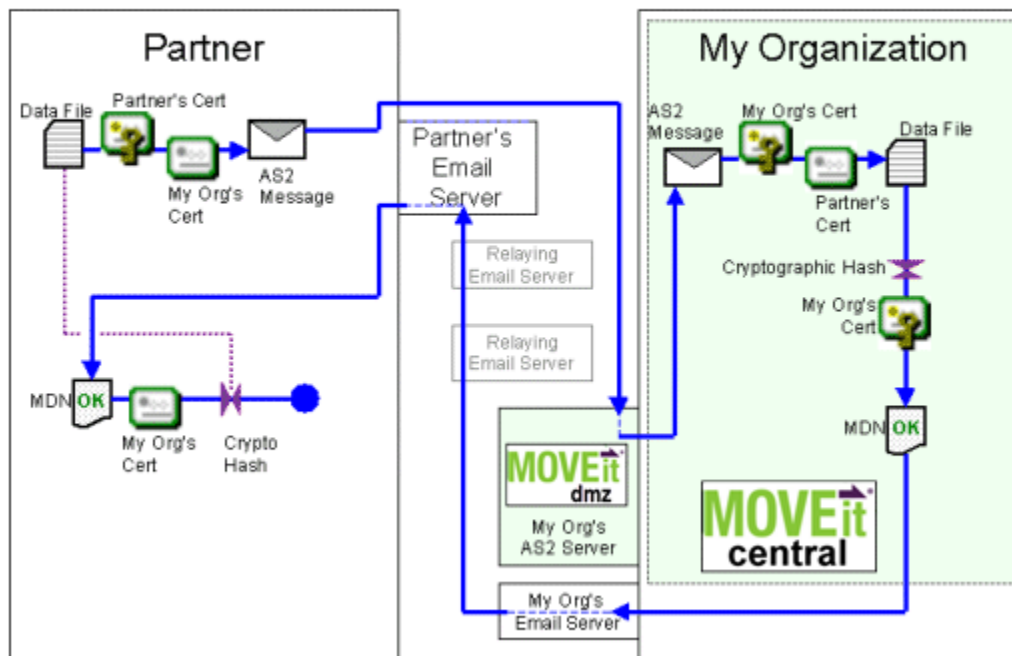 Partner
Data File
Partner's Cert
My Org's
Cert
AS2
Message
Partner's
Email
Server
Relaying
Email Server
Relaying
Email Server
MDN
OK
My Org's
Cert
Crypto
Hash
MOVEit
dmz
My Org's
AS2 Server
My Org's
Email Server
My Organization
AS2
Message
My Org's Cert
Partner's
Cert
Data File
Cryptographic Hash
My Org's
Cert
MDN
OK
MOVEit
central